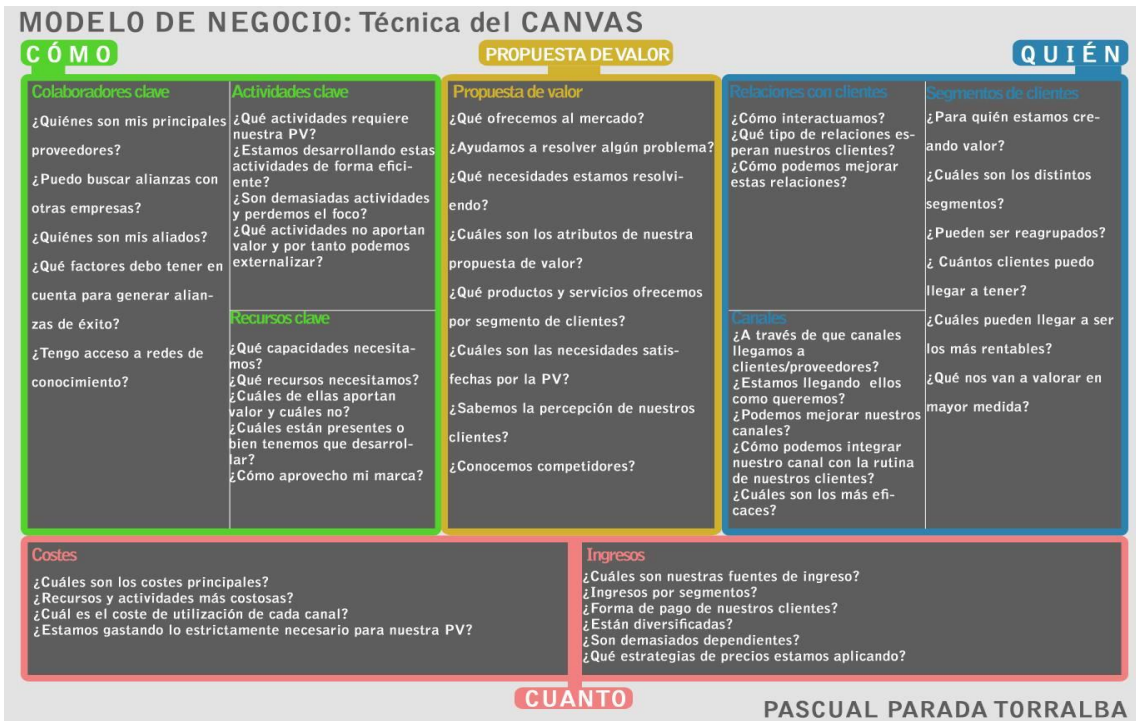 MODELO DE NEGOCIO: Técnica del CANVAS
CÓMO
PROPUESTA DE VALOR
QUIÉN
Colaboradores clave
¿Quiénes son mis principales
proveedores?
¿Puedo buscar alianzas con
otras empresas?
¿Quiénes son mis aliados?
¿Qué factores debo tener en
cuenta para generar alian-
zas de éxito?
¿Tengo acceso a redes de
conocimiento?
Actividades clave
¿Qué actividades requiere
nuestra PV?
¿Estamos desarrollando estas
actividades de forma efici-
ente?
¿Son demasiadas actividades
y perdemos el foco?
¿Qué actividades no aportan
valor y por tanto podemos
externalizar?
Recursos clave
¿Qué capacidades necesita-
mos?
¿Qué recursos necesitamos?
¿Cuáles de ellas aportan
valor y cuáles no?
¿Cuáles están presentes o
bien tenemos que desarrol-
lar?
¿Cómo aprovecho mi marca?
Propuesta de valor
¿Qué ofrecemos al mercado?
¿Ayudamos a resolver algún problema?
¿Qué necesidades estamos resolvi-
endo?
¿Cuáles son los atributos de nuestra
propuesta de valor?
¿Qué productos y servicios ofrecemos
por segmento de clientes?
¿Cuáles son las necesidades satis-
fechas por la PV?
¿Sabemos la percepción de nuestros
clientes?
¿Conocemos competidores?
Relaciones con clientes
¿Cómo interactuamos?
¿Qué tipo de relaciones es-
peran nuestros clientes?
¿Cómo podemos mejorar
estas relaciones?
Canales
¿A través de que canales
llegamos a
clientes/proveedores?
¿Estamos llegando ellos
como queremos?
¿Podemos mejorar nuestros
canales?
¿Cómo podemos integrar
nuestro canal con la rutina
de nuestros clientes?
¿Cuáles son los más efi-
caces?
Segmentos de clientes
¿Para quién estamos cre-
ando valor?
¿Cuáles son los distintos
segmentos?
¿Pueden ser reagrupados?
¿ Cuántos clientes puedo
llegar a tener?
¿Cuáles pueden llegar a ser
los más rentables?
¿Qué nos van a valorar en
mayor medida?
Costes
¿Cuáles son los costes principales?
¿Recursos y actividades más costosas?
¿Cuál es el coste de utilización de cada canal?
¿Estamos gastando lo estrictamente necesario para nuestra PV?
Ingresos
¿Cuáles son nuestras fuentes de ingreso?
¿Ingresos por segmentos?
¿Forma de pago de nuestros clientes?
¿Están diversificadas?
¿Son demasiados dependientes?
¿Qué estrategias de precios estamos aplicando?
CUANTO
PASCUAL PARADA TORRALBA